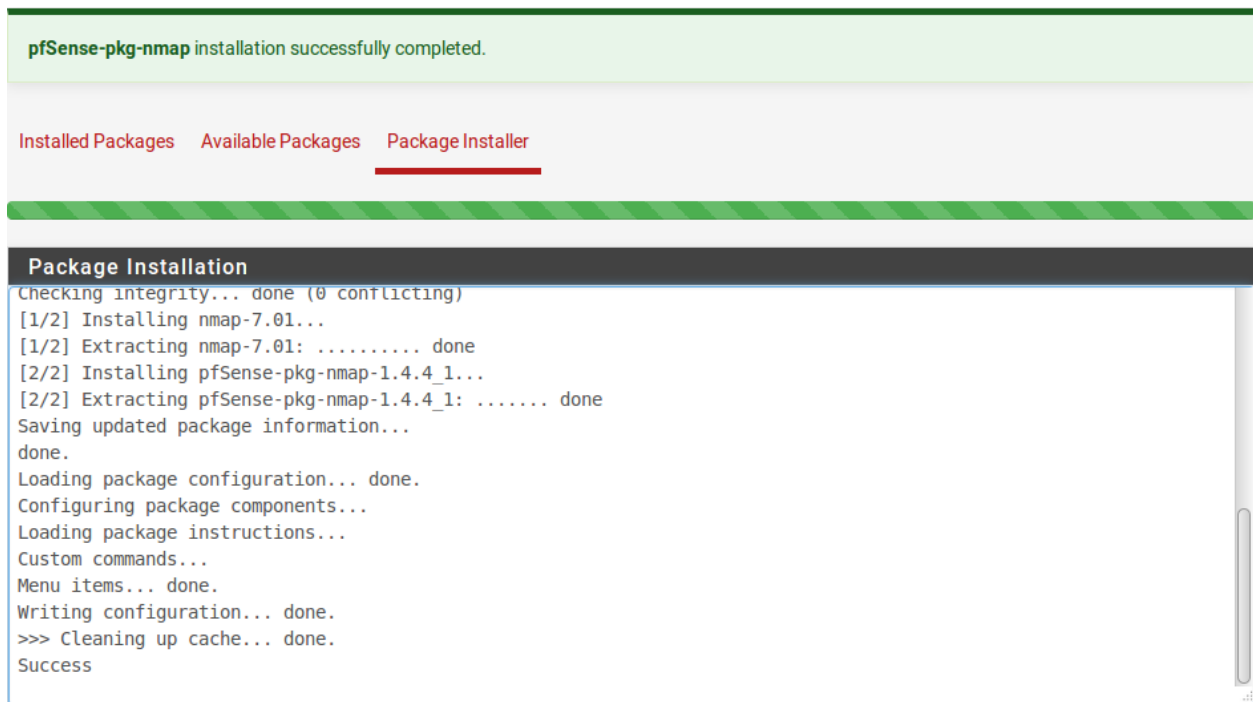 pfSense-pkg-nmap installation successfully completed.
Installed Packages Available Packages Package Installer
Package Installation
Checking integrity... done (0 conflicting)
[1/2] Installing nmap-7.01...
[1/2] Extracting nmap-7.01: .......... done
[2/2] Installing pfSense-pkg-nmap-1.4.4_1...
[2/2] Extracting pfSense-pkg-nmap-1.4.4_1: ....... done
Saving updated package information...
done.
Loading package configuration... done.
Configuring package components...
Loading package instructions...
Custom commands...
Menu items... done.
Writing configuration... done.
>>> Cleaning up cache... done.
Success